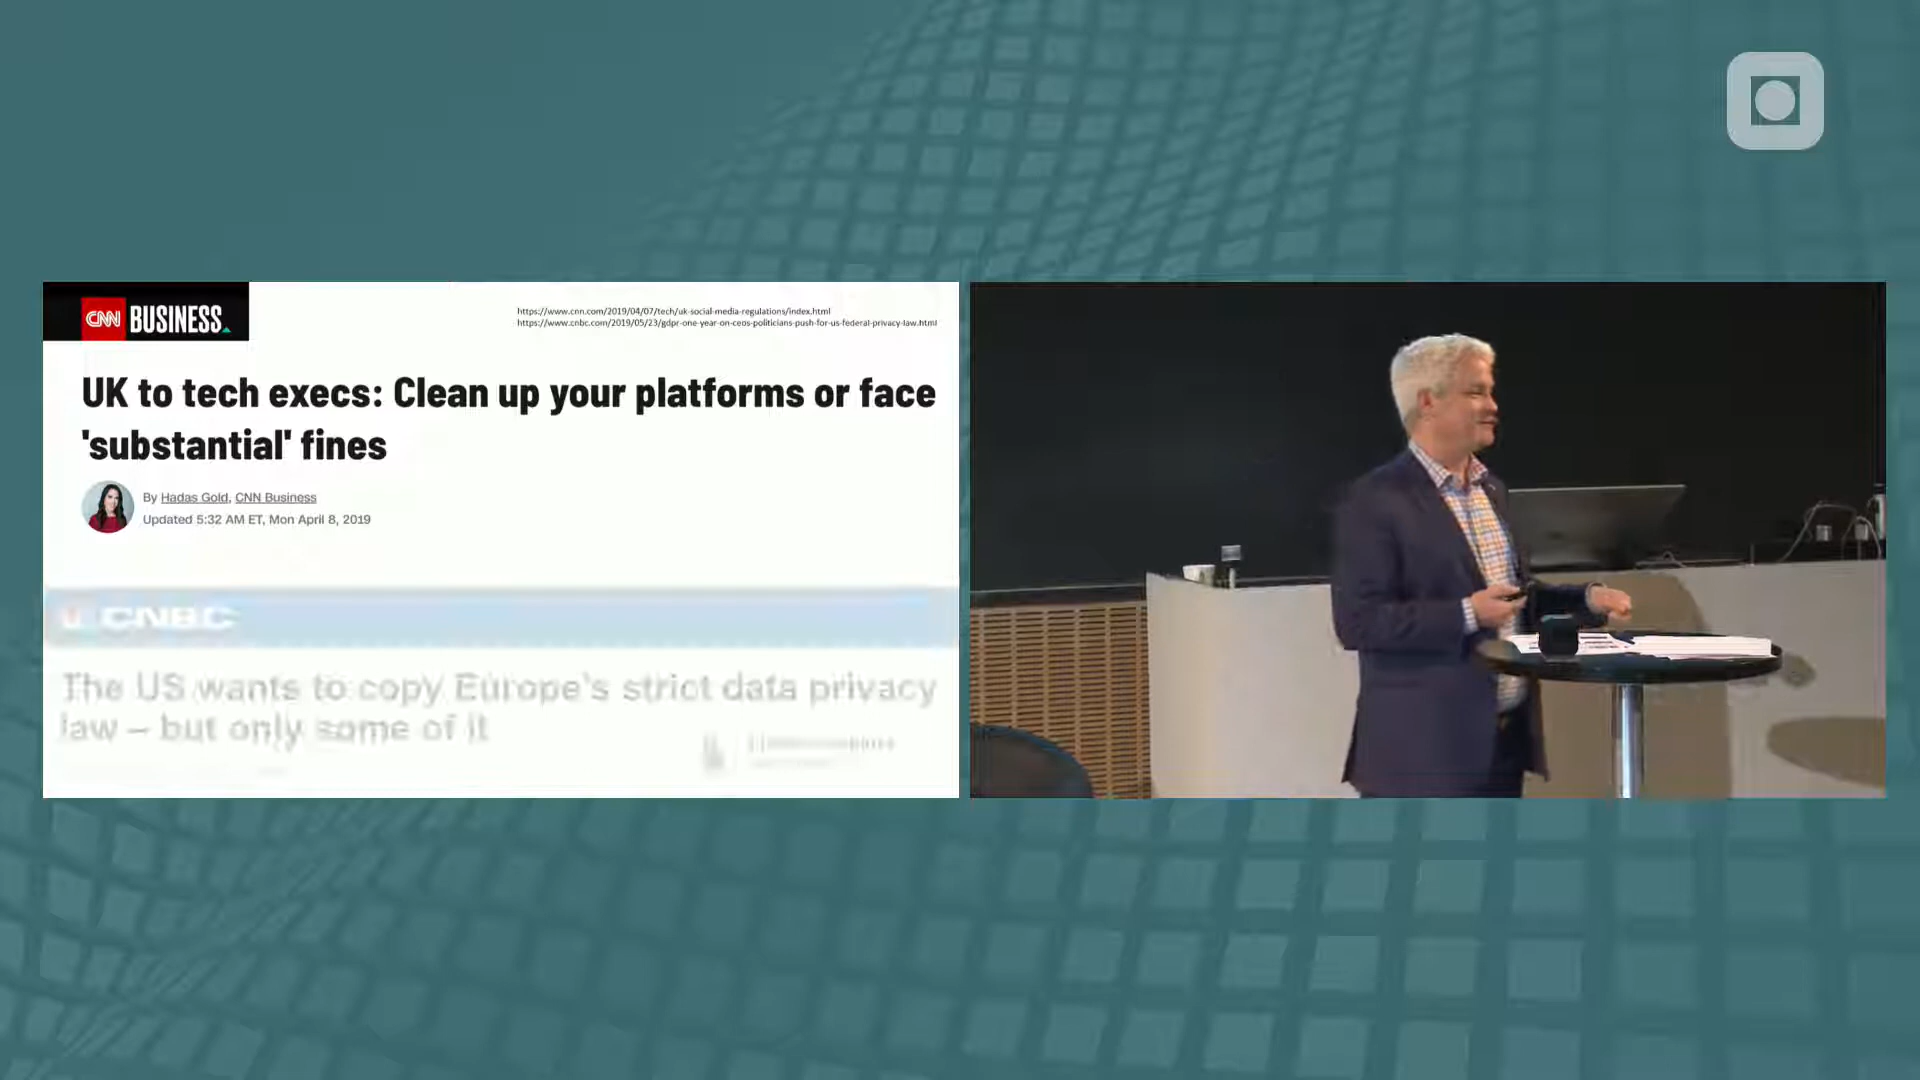 CNN BUSINESS
https://www.cnn.com/2019/04/07/tech/uk-social-media-regulations/index.html
https://www.cnbc.com/2019/05/23/gdpr-one-year-on-ceos-politicians-push-for-us-federal-privacy-law.html
UK to tech execs: Clean up your platforms or face
'substantial' fines
By Hadas Gold, CNN Business
Updated 5:32 AM ET, Mon April 8, 2019
CNBC
The US wants to copy Europe's strict data privacy
law – but only some of it